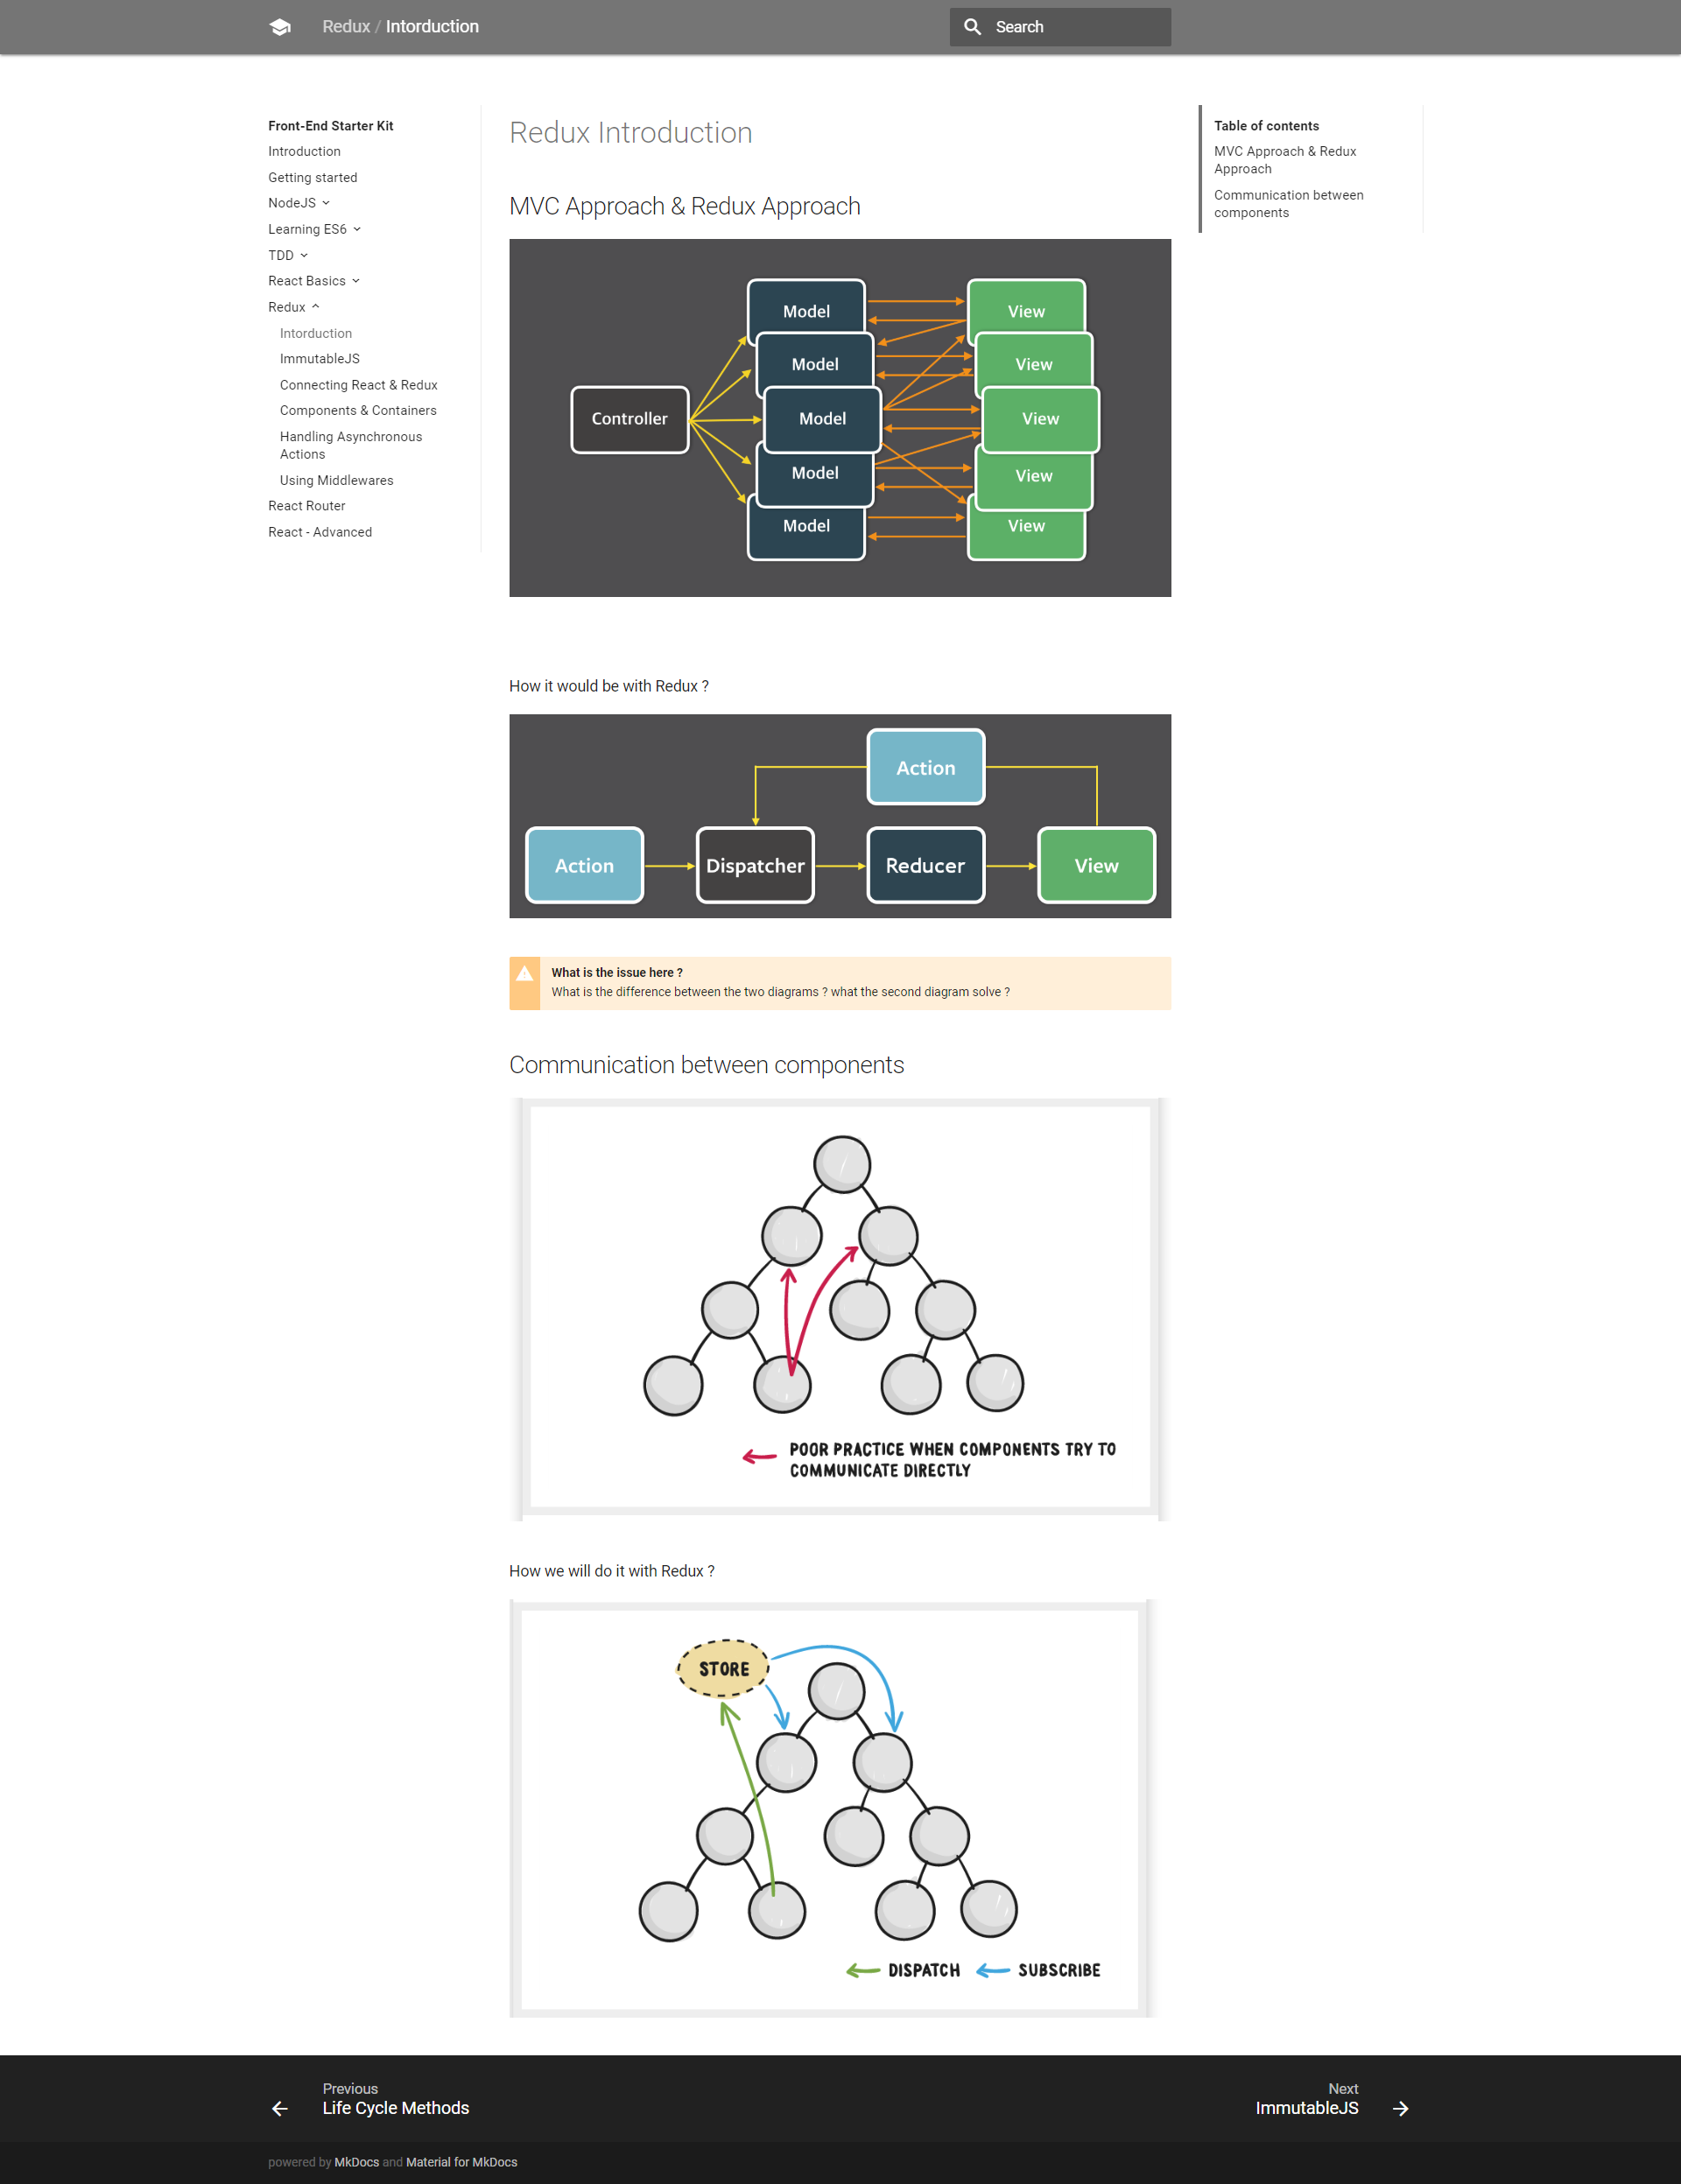 Redux / Intorduction
Search
Front-End Starter Kit
Introduction
Getting started
NodeJS
Learning ES6
TDD
React Basics
Redux
Intorduction
ImmutableJS
Connecting React & Redux
Components & Containers
Handling Asynchronous
Actions
Using Middlewares
React Router
React - Advanced
Redux Introduction
MVC Approach & Redux Approach
Model
View
Model
View
Controller
Model
View
Model
View
Model
View
How it would be with Redux ?
Action
Action
Dispatcher
Reducer
View
What is the issue here ?
What is the difference between the two diagrams ? what the second diagram solve ?
Communication between components
POOR PRACTICE WHEN COMPONENTS TRY TO
COMMUNICATE DIRECTLY
How we will do it with Redux ?
STORE
DISPATCH
SUBSCRIBE
Table of contents
MVC Approach & Redux
Approach
Communication between
components
Previous
Life Cycle Methods
Next
ImmutableJS
powered by MkDocs and Material for MkDocs